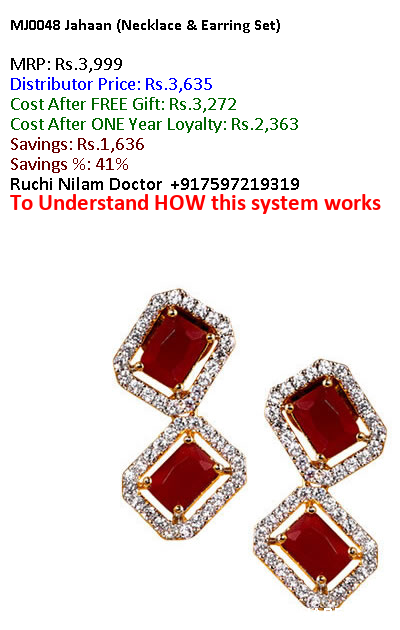 MJ0048 Jahaan (Necklace & Earring Set)
MRP: Rs.3,999
Distributor Price: Rs.3,635
Cost After FREE Gift: Rs.3,272
Cost After ONE Year Loyalty: Rs.2,363
Savings: Rs.1,636
Savings %: 41%
Ruchi Nilam Doctor  +917597219319
To Understand HOW this system works